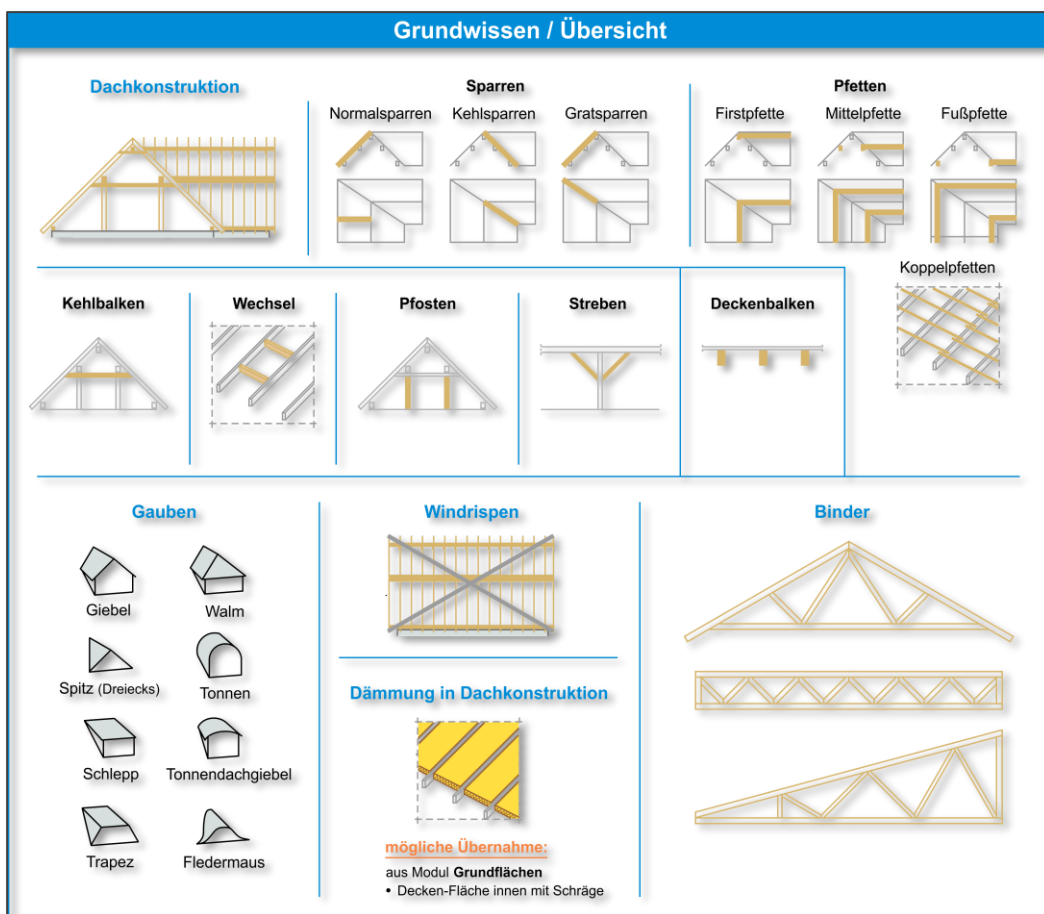 Grundwissen / Übersicht
Dachkonstruktion
Sparren
Normalsparren Kehlsparren Gratsparren
Pfetten
Firstpfette Mittelpfette Fußpfette
Koppelpfetten
Kehlbalken
Wechsel
Pfosten
Streben
Deckenbalken
Gauben
Giebel
Walm
Spitz (Dreiecks)
Tonnen
Schlepp
Tonnendachgiebel
Trapez
Fledermaus
Windrispen
Dämmung in Dachkonstruktion
mögliche Übernahme:
aus Modul Grundflächen
• Decken-Fläche innen mit Schräge
Binder